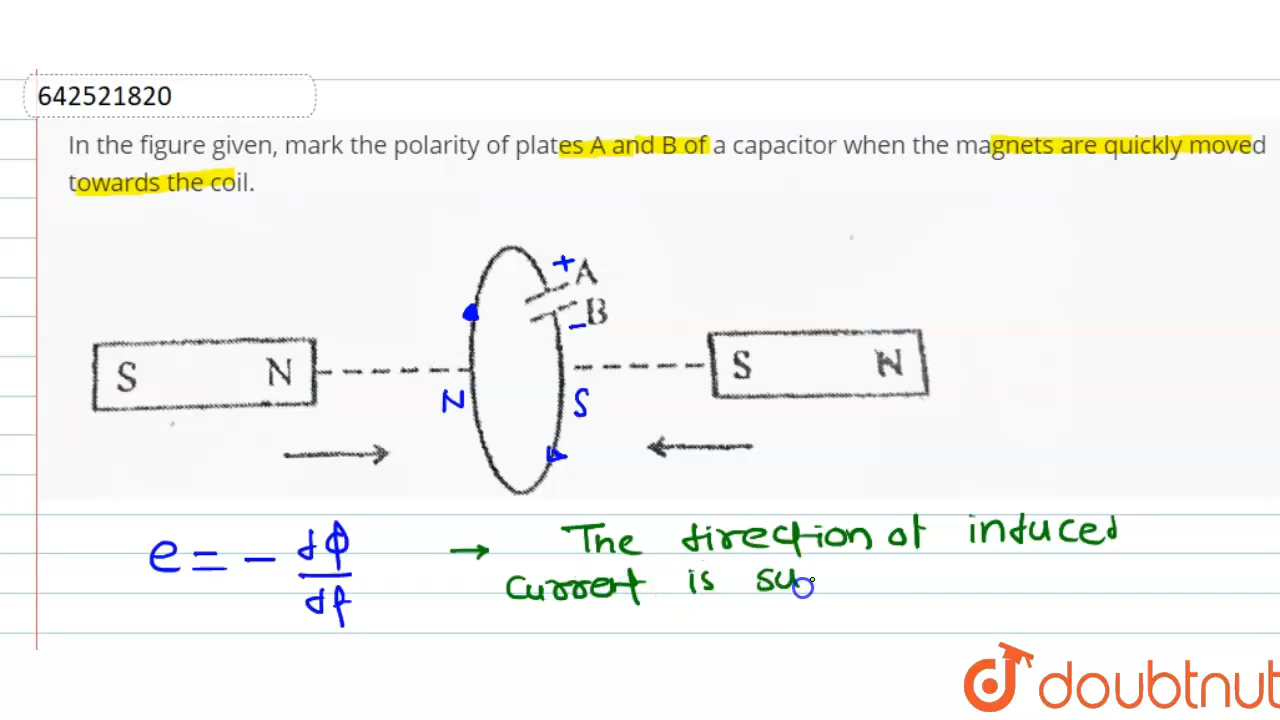 642521820
In the figure given, mark the polarity of plates A and B of a capacitor when the magnets are quickly moved
towards the coil.
+ A
- B
S N
N S
S N
e = - dϕ/dt
→ The direction of induced
current is su
doubtnut